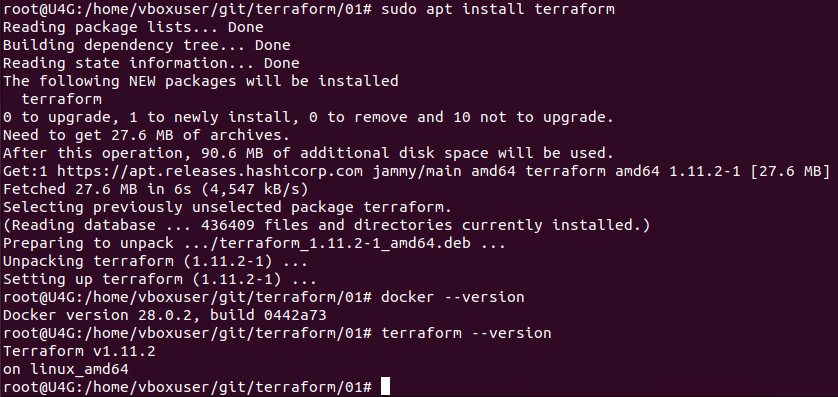 root@U4G:/home/vboxuser/git/terraform/01# sudo apt install terraform
Reading package lists... Done
Building dependency tree... Done
Reading state information... Done
The following NEW packages will be installed
  terraform
0 to upgrade, 1 to newly install, 0 to remove and 10 not to upgrade.
Need to get 27.6 MB of archives.
After this operation, 90.6 MB of additional disk space will be used.
Get:1 https://apt.releases.hashicorp.com jammy/main amd64 terraform amd64 1.11.2-1 [27.6 MB]
Fetched 27.6 MB in 6s (4,547 kB/s)
Selecting previously unselected package terraform.
(Reading database ... 436409 files and directories currently installed.)
Preparing to unpack .../terraform_1.11.2-1_amd64.deb ...
Unpacking terraform (1.11.2-1) ...
Setting up terraform (1.11.2-1) ...
root@U4G:/home/vboxuser/git/terraform/01# docker --version
Docker version 28.0.2, build 0442a73
root@U4G:/home/vboxuser/git/terraform/01# terraform --version
Terraform v1.11.2
on linux_amd64
root@U4G:/home/vboxuser/git/terraform/01#